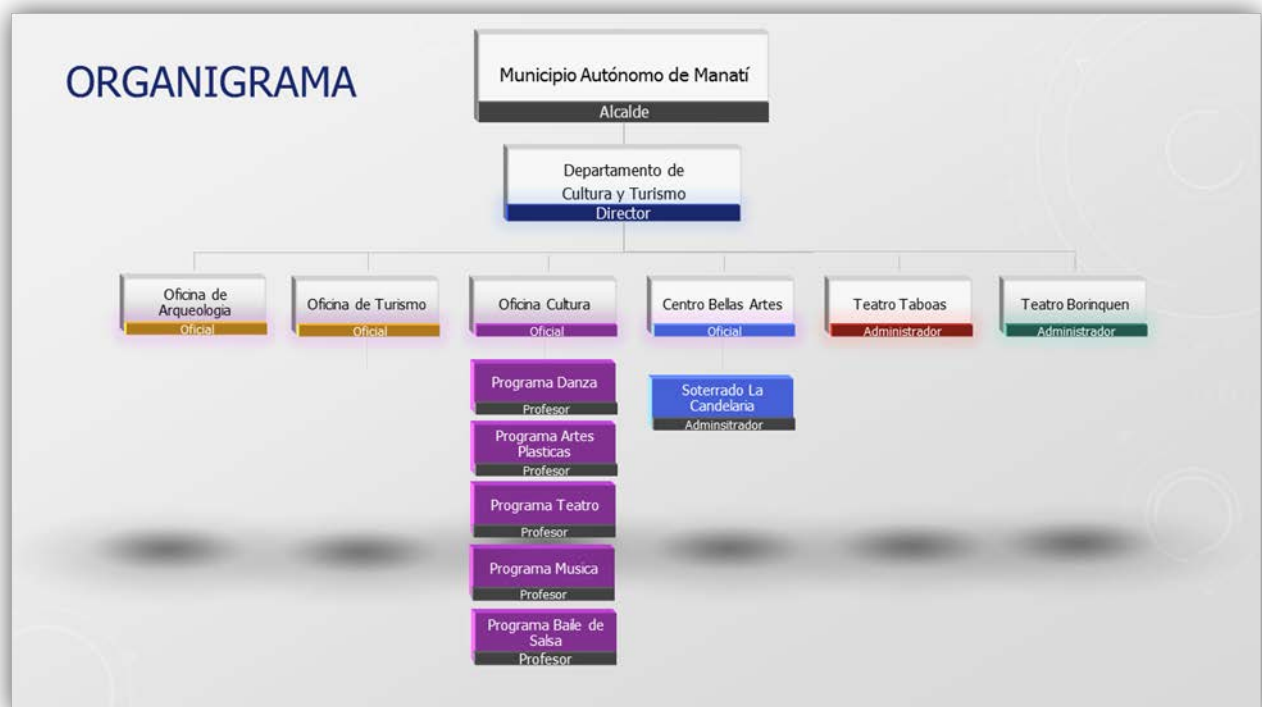 ORGANIGRAMA
Municipio Autónomo de Manatí
Alcalde
Departamento de
Cultura y Turismo
Director
Oficina de
Arqueologia
Oficial
Oficina de Turismo
Oficial
Oficina Cultura
Oficial
Centro Bellas Artes
Oficial
Teatro Taboas
Administrador
Teatro Borinquen
Administrador
Programa Danza
Profesor
Programa Artes
Plasticas
Profesor
Programa Teatro
Profesor
Programa Musica
Profesor
Programa Baile de
Salsa
Profesor
Soterrado La
Candelaria
Adminsitrador